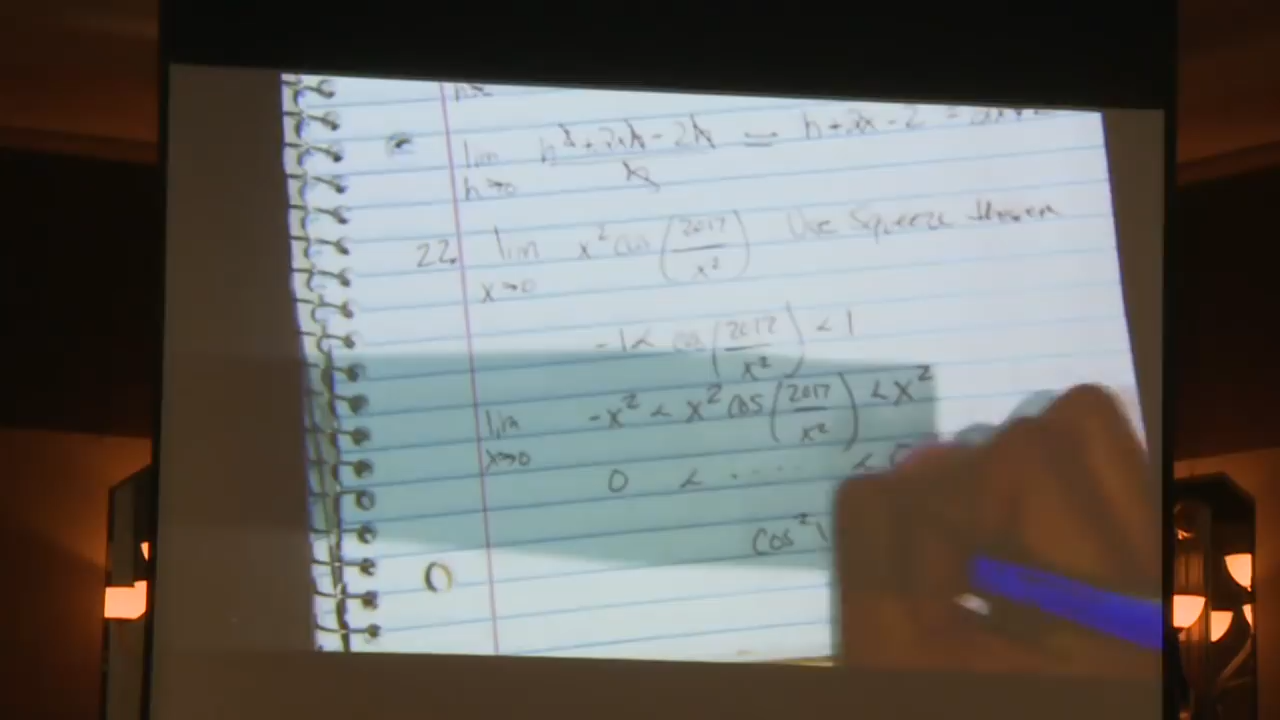 lim h² + 2xh - 2h = h + 2x - 2 =
h→0 h
22. lim x² cos(2017/x²) Use Squeeze theorem
x→0
-1 < cos(2017/x²) < 1
lim -x² < x² cos(2017/x²) < x²
x→0
0 < ..... < 0
cos²